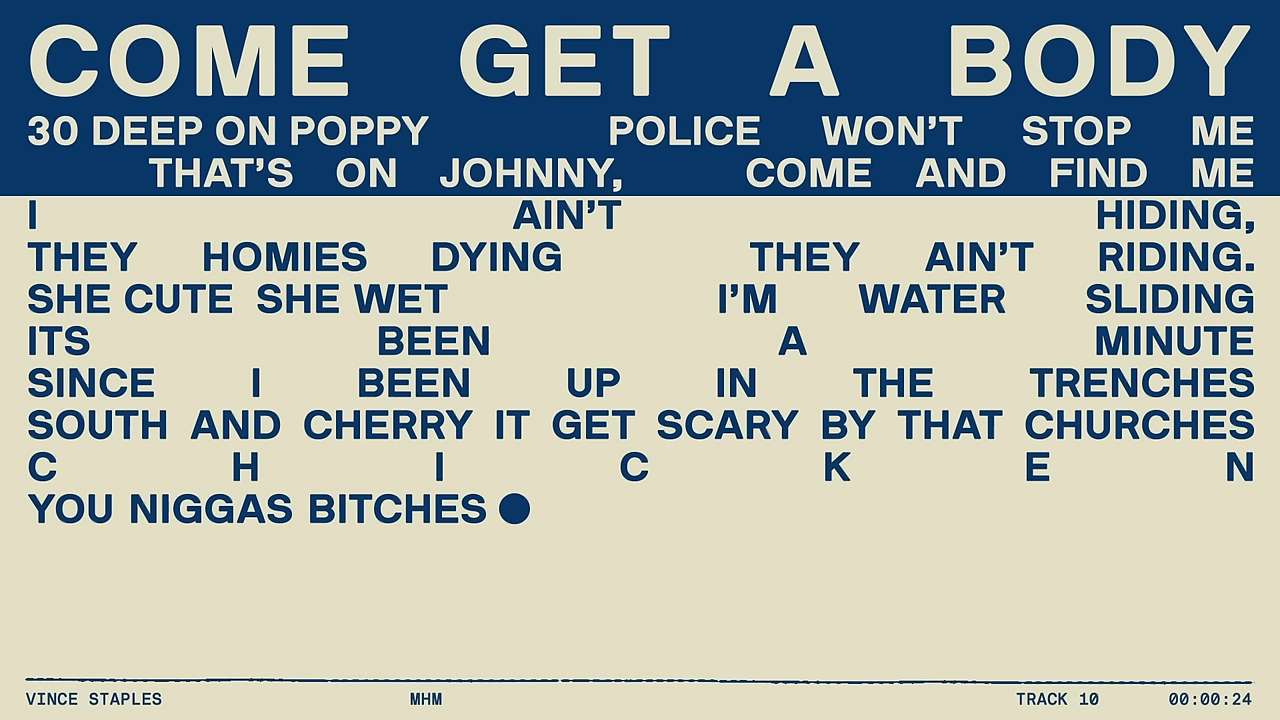 COME GET A BODY
30 DEEP ON POPPY POLICE WON’T STOP ME
THAT’S ON JOHNNY, COME AND FIND ME
I AIN’T HIDING,
THEY HOMIES DYING THEY AIN’T RIDING.
SHE CUTE SHE WET I’M WATER SLIDING
ITS BEEN A MINUTE
SINCE I BEEN UP IN THE TRENCHES
SOUTH AND CHERRY IT GET SCARY BY THAT CHURCHES
C H I C K E N
YOU NIGGAS BITCHES
VINCE STAPLES MHM TRACK 10 00:00:24